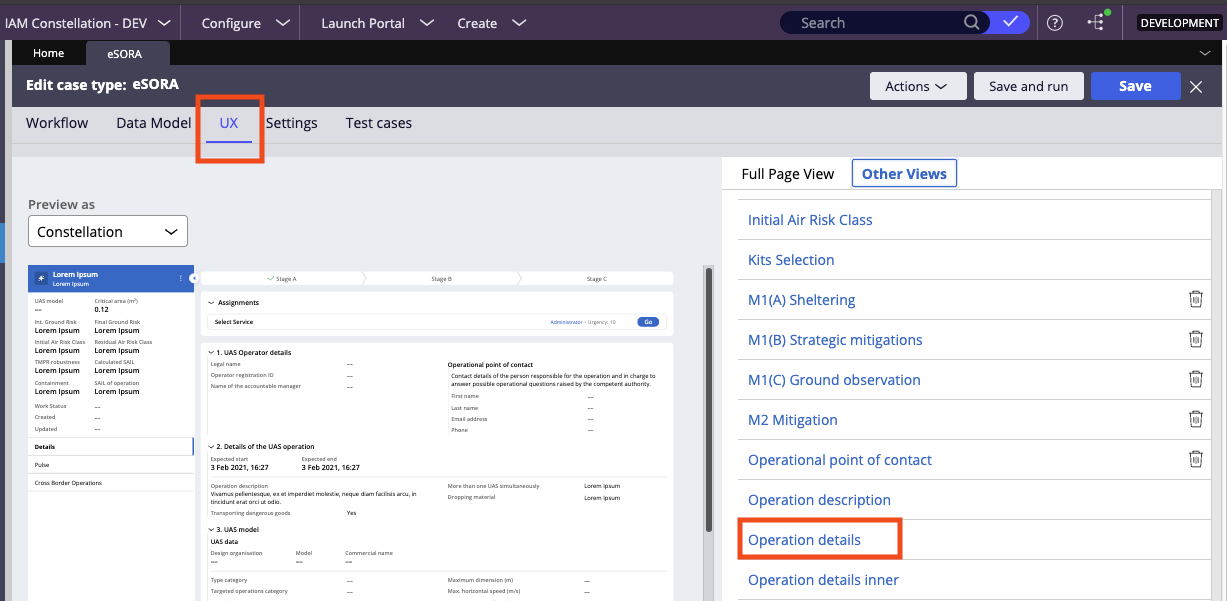 IAM Constellation - DEV Configure Launch Portal Create Search DEVELOPMENT
Home eSORA
Edit case type: eSORA Actions Save and run Save
Workflow Data Model UX Settings Test cases
Full Page View Other Views
Preview as
Constellation
Lorem Ipsum
Lorem Ipsum
UAS model Critical area (m²)
-- 0.12
Int. Ground Risk Final Ground Risk
Lorem Ipsum Lorem Ipsum
Initial Air Risk Class Residual Air Risk Class
Lorem Ipsum Lorem Ipsum
TMPR robustness Calculated SAIL
Lorem Ipsum Lorem Ipsum
Containment SAIL of operation
Lorem Ipsum Lorem Ipsum
Work Status --
Created --
Updated --
Details
Pulse
Cross Border Operations
Stage A Stage B Stage C
Assignments
Select Service Administrator • Urgency: 10 Go
1. UAS Operator details
Legal name --
Operator registration ID --
Name of the accountable manager --
Operational point of contact
Contact details of the person responsible for the operation and in charge to
answer possible operational questions raised by the competent authority.
First name --
Last name --
Email address --
Phone --
2. Details of the UAS operation
Expected start Expected end
3 Feb 2021, 16:27 3 Feb 2021, 16:27
Operation description
Vivamus pellentesque, ex et imperdiet molestie, neque diam facilisis arcu, in
tincidunt erat orci ut odio.
Transporting dangerous goods Yes
More than one UAS simultaneously Lorem Ipsum
Dropping material Lorem Ipsum
3. UAS model
UAS data
Design organisation Model Commercial name
-- -- --
Type category -- Maximum dimension (m) --
Targeted operations category -- Max. horizontal speed (m/s) --
Initial Air Risk Class
Kits Selection
M1(A) Sheltering
M1(B) Strategic mitigations
M1(C) Ground observation
M2 Mitigation
Operational point of contact
Operation description
Operation details
Operation details inner